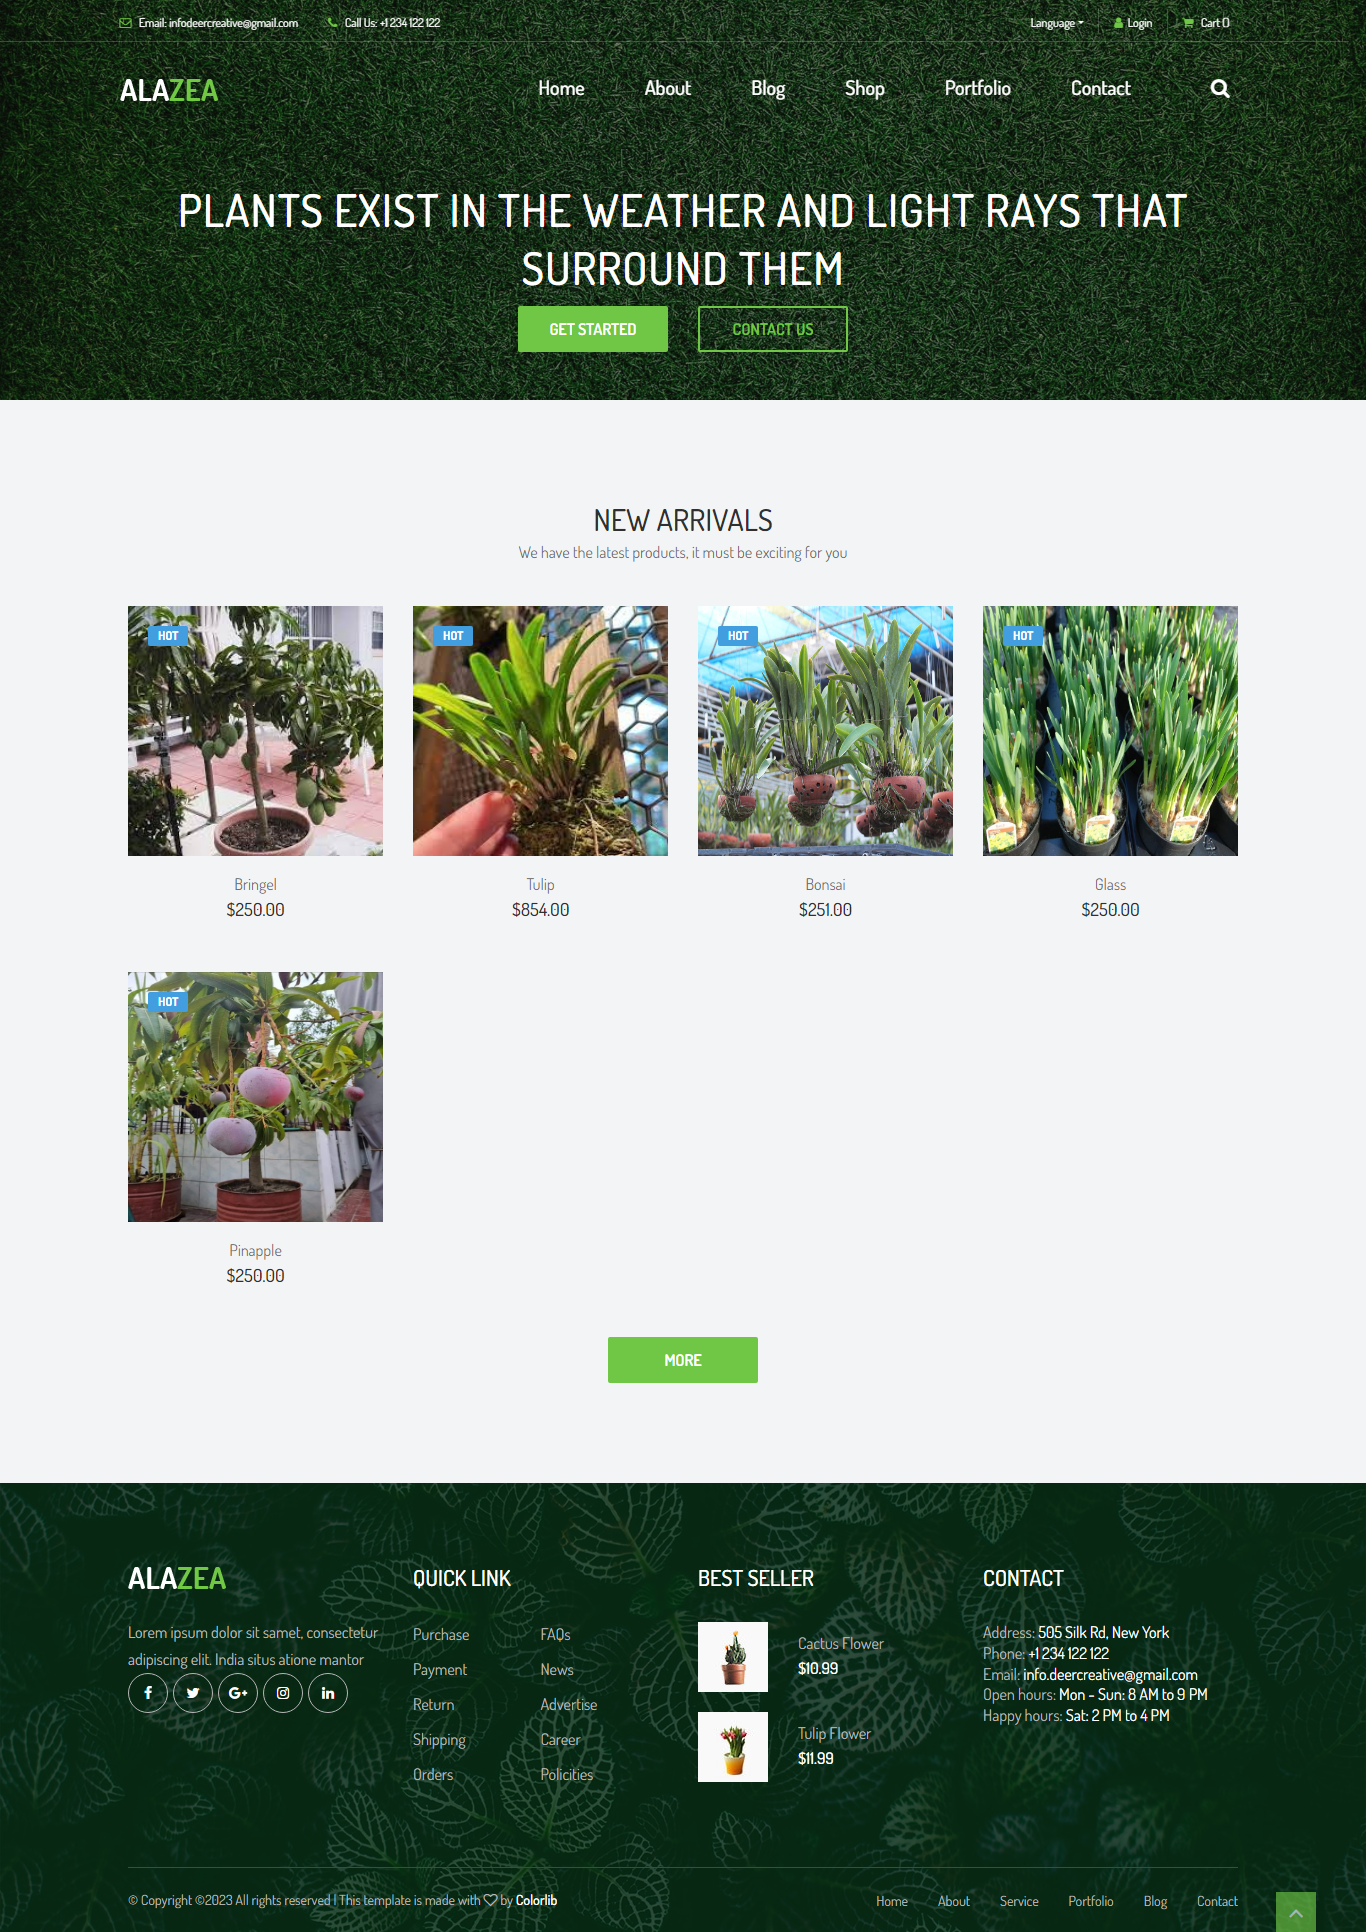 Email: infodeercreative@gmail.com
Call Us: +1 234 122 122
Language
Login
Cart ()
ALAZEA
Home
About
Blog
Shop
Portfolio
Contact
PLANTS EXIST IN THE WEATHER AND LIGHT RAYS THAT
SURROUND THEM
GET STARTED
CONTACT US
NEW ARRIVALS
We have the latest products, it must be exciting for you
HOT
HOT
HOT
HOT
Bringel
$250.00
Tulip
$854.00
Bonsai
$251.00
Glass
$250.00
HOT
Pinapple
$250.00
MORE
ALAZEA
Lorem ipsum dolor sit samet, consectetur
adipiscing elit. India situs atione mantor
QUICK LINK
Purchase
Payment
Return
Shipping
Orders
FAQs
News
Advertise
Career
Policities
BEST SELLER
Cactus Flower
$10.99
Tulip Flower
$11.99
CONTACT
Address: 505 Silk Rd, New York
Phone: +1 234 122 122
Email: info.deercreative@gmail.com
Open hours: Mon - Sun: 8 AM to 9 PM
Happy hours: Sat: 2 PM to 4 PM
© Copyright ©2023 All rights reserved | This template is made with ♡ by Colorlib
Home
About
Service
Portfolio
Blog
Contact